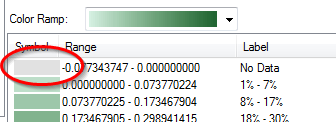 Color Ramp:
Symbol Range Label
-0.077343747 - 0.000000000 No Data
0.000000000 - 0.073770224 1% - 7%
0.073770225 - 0.173467904 8% - 17%
0.173467905 - 0.298941415 18% - 30%